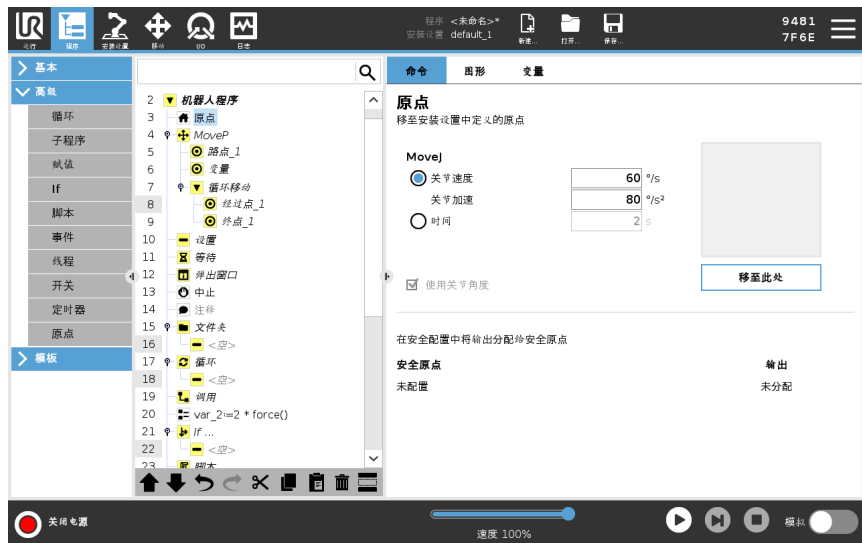 UR
运行
程序
安装设置
移动
I/O
日志
程序 <未命名>*
安装设置 default_1
新建...
打开...
保存...
9481
7F6E
基本
高级
循环
子程序
赋值
If
脚本
事件
线程
开关
定时器
原点
模板
2 机器人程序
3 原点
4 MoveP
5 路点_1
6 变量
7 循环移动
8 经过点_1
9 终点_1
10 设置
11 等待
12 弹出窗口
13 中止
14 注释
15 文件夹
16 <空>
17 循环
18 <空>
19 调用
20 var_2≔2 * force()
21 If ...
22 <空>
23 脚本
命令 图形 变量
原点
移至安装设置中定义的原点
MoveJ
关节速度 60 °/s
关节加速 80 °/s²
时间 2 s
使用关节角度
移至此处
在安全配置中将输出分配给安全原点
安全原点 输出
未配置 未分配
关闭电源
速度 100%
模拟